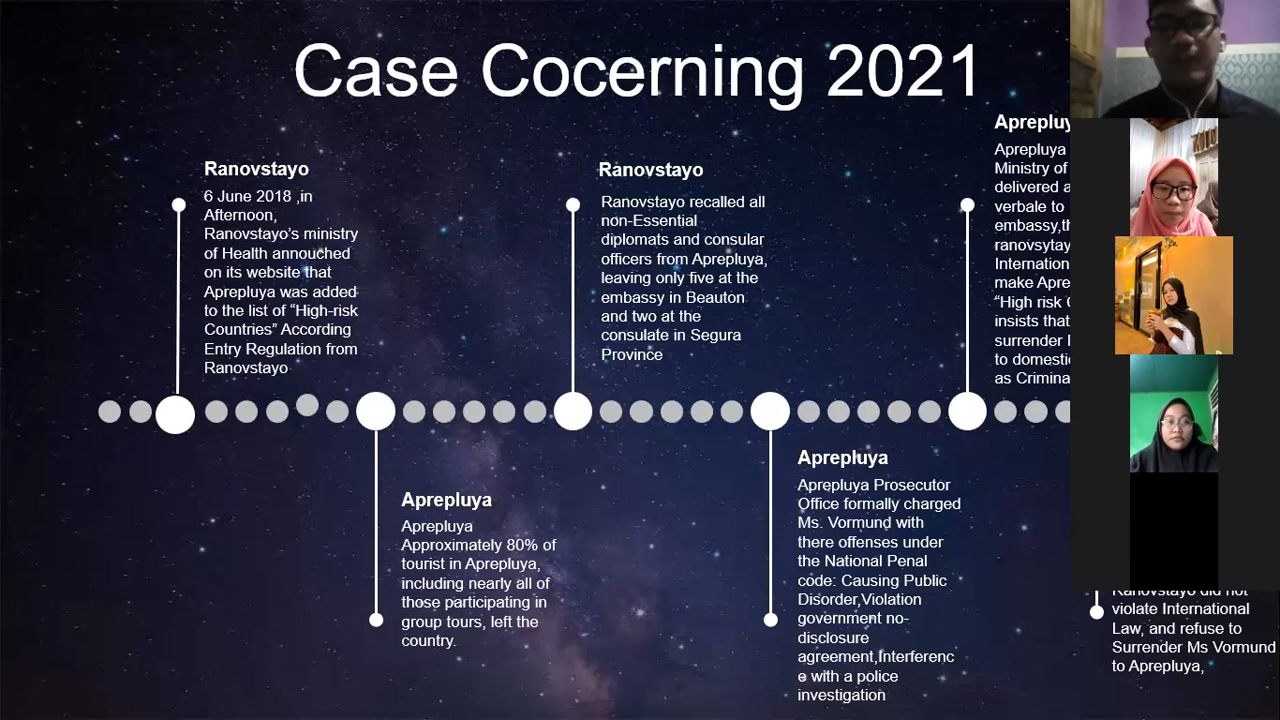 Case Cocerning 2021
Ranovstayo
6 June 2018 ,in
Afternoon,
Ranovstayo's ministry
of Health annouched
on its website that
Aprepluya was added
to the list of “High-risk
Countries” According
Entry Regulation from
Ranovstayo
Aprepluya
Aprepluya
Approximately 80% of
tourist in Aprepluya,
including nearly all of
those participating in
group tours, left the
country.
Ranovstayo
Ranovstayo recalled all
non-Essential
diplomats and consular
officers from Aprepluya,
leaving only five at the
embassy in Beauton
and two at the
consulate in Segura
Province
Aprepluya
Aprepluya Prosecutor
Office formally charged
Ms. Vormund with
there offenses under
the National Penal
code: Causing Public
Disorder,Violation
government no-
disclosure
agreement,Interferenc
e with a police
investigation
Aprepluy
Aprepluya
Ministry of
delivered a
verbale to
embassy,th
ranovsytay
Internation
make Apre
“High risk
insists that
surrender
to domesti
as Crimina
Ranovstayo did not
violate International
Law, and refuse to
Surrender Ms Vormund
to Aprepluya,